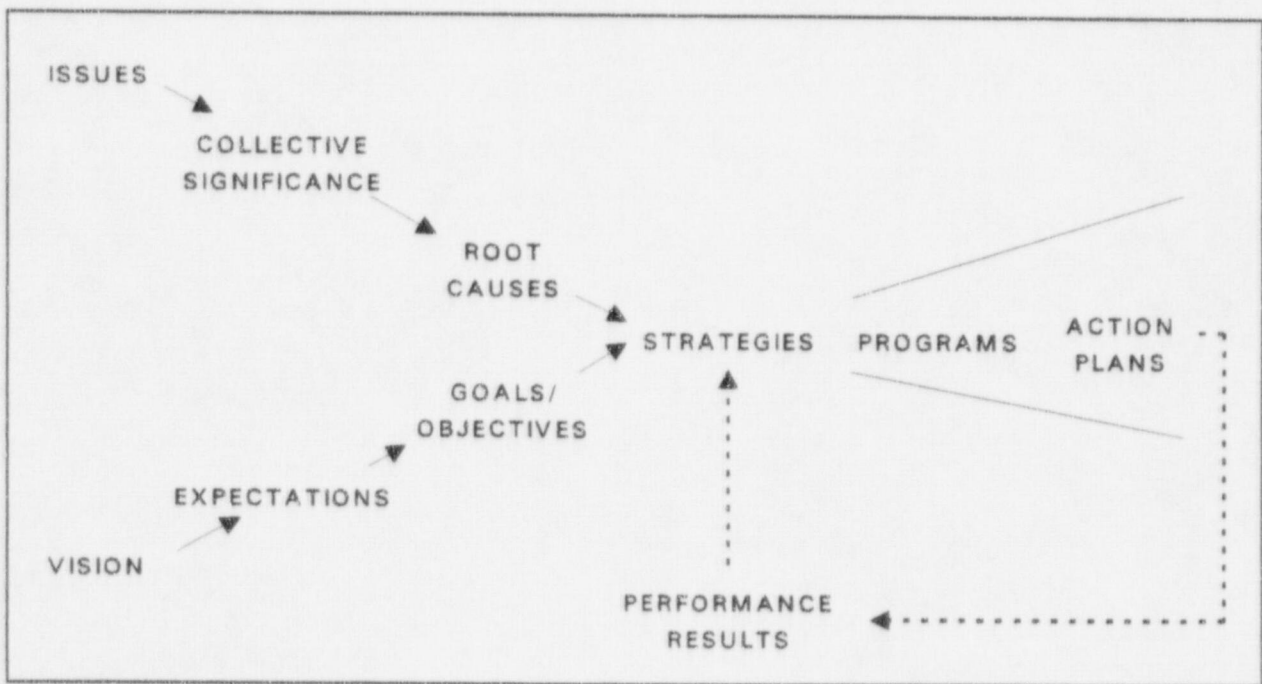 ISSUES
COLLECTIVE
SIGNIFICANCE
ROOT
CAUSES
STRATEGIES
PROGRAMS
ACTION
PLANS
GOALS/
OBJECTIVES
EXPECTATIONS
VISION
PERFORMANCE
RESULTS